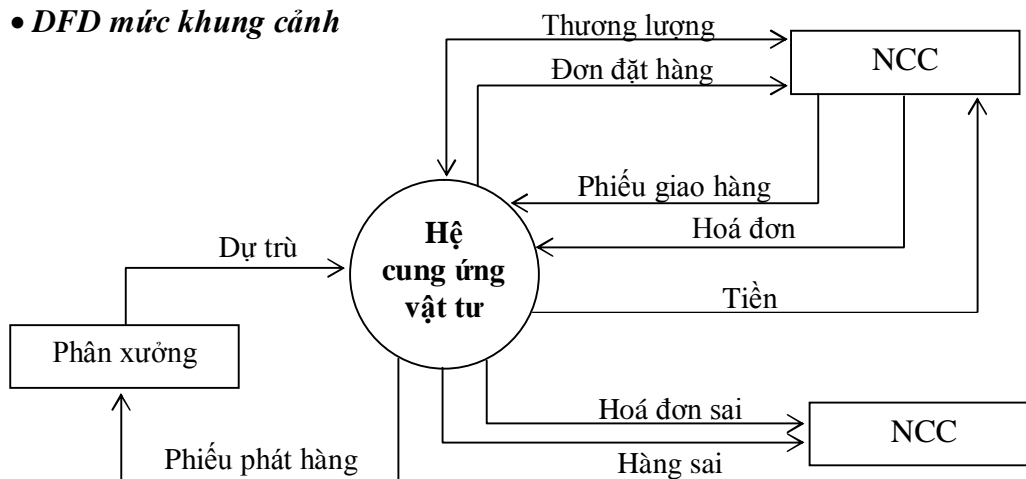 • DFD mức khung cảnh
Thương lượng
NCC
Đơn đặt hàng
Phiếu giao hàng
Hoá đơn
Hệ
cung ứng
vật tư
Dự trù
Tiền
Phân xưởng
Hoá đơn sai
NCC
Phiếu phát hàng
Hàng sai